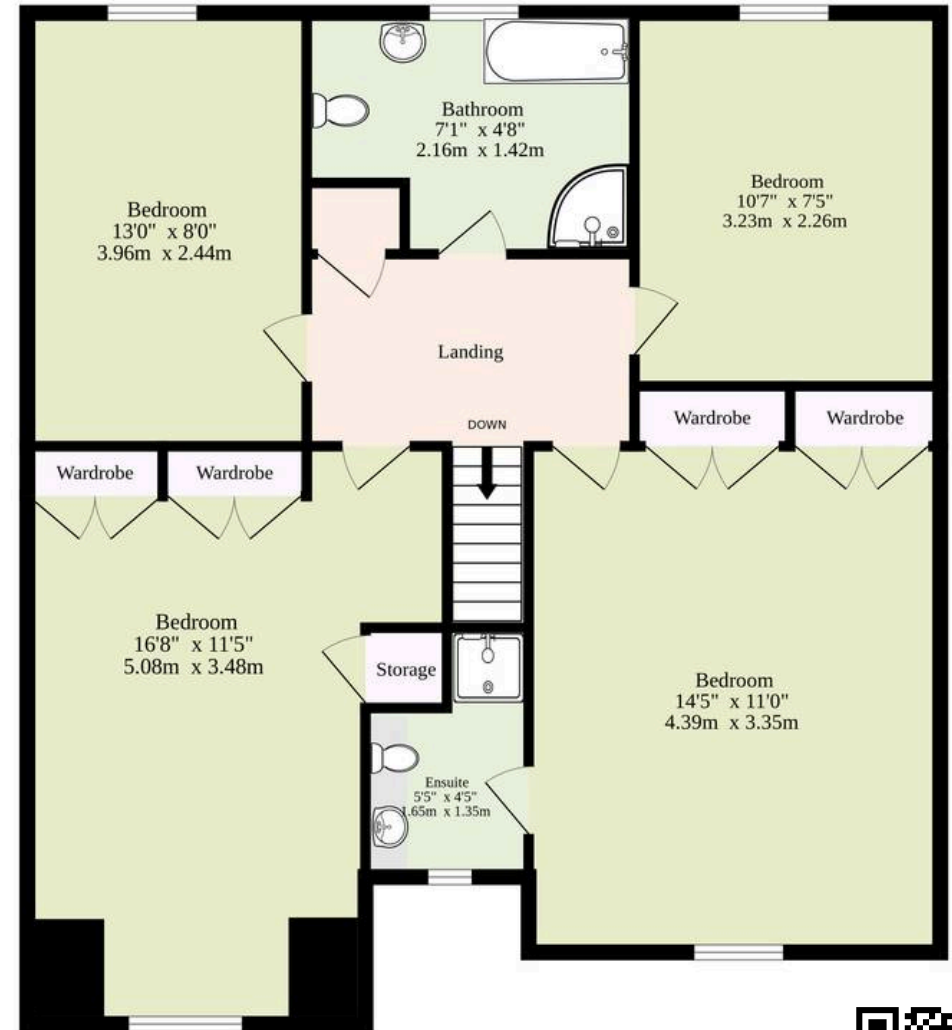 Bathroom
7'1" x 4'8"
2.16m x 1.42m
Bedroom
13'0" x 8'0"
3.96m x 2.44m
Bedroom
10'7" x 7'5"
3.23m x 2.26m
Landing
DOWN
Wardrobe
Wardrobe
Wardrobe
Wardrobe
Bedroom
16'8" x 11'5"
5.08m x 3.48m
Storage
Bedroom
14'5" x 11'0"
4.39m x 3.35m
Ensuite
5'5" x 4'5"
1.65m x 1.35m